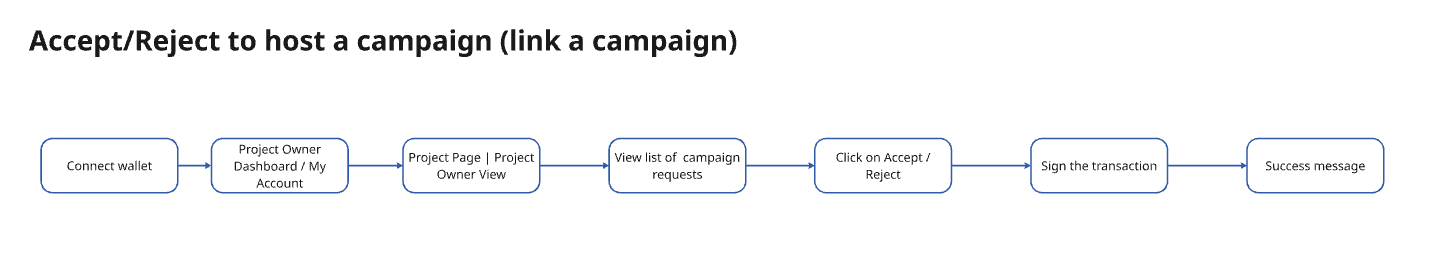 Accept/Reject to host a campaign (link a campaign)
Connect wallet
Project Owner
Dashboard / My
Account
Project Page | Project
Owner View
View list of  campaign
requests
Click on Accept /
Reject
Sign the transaction
Success message